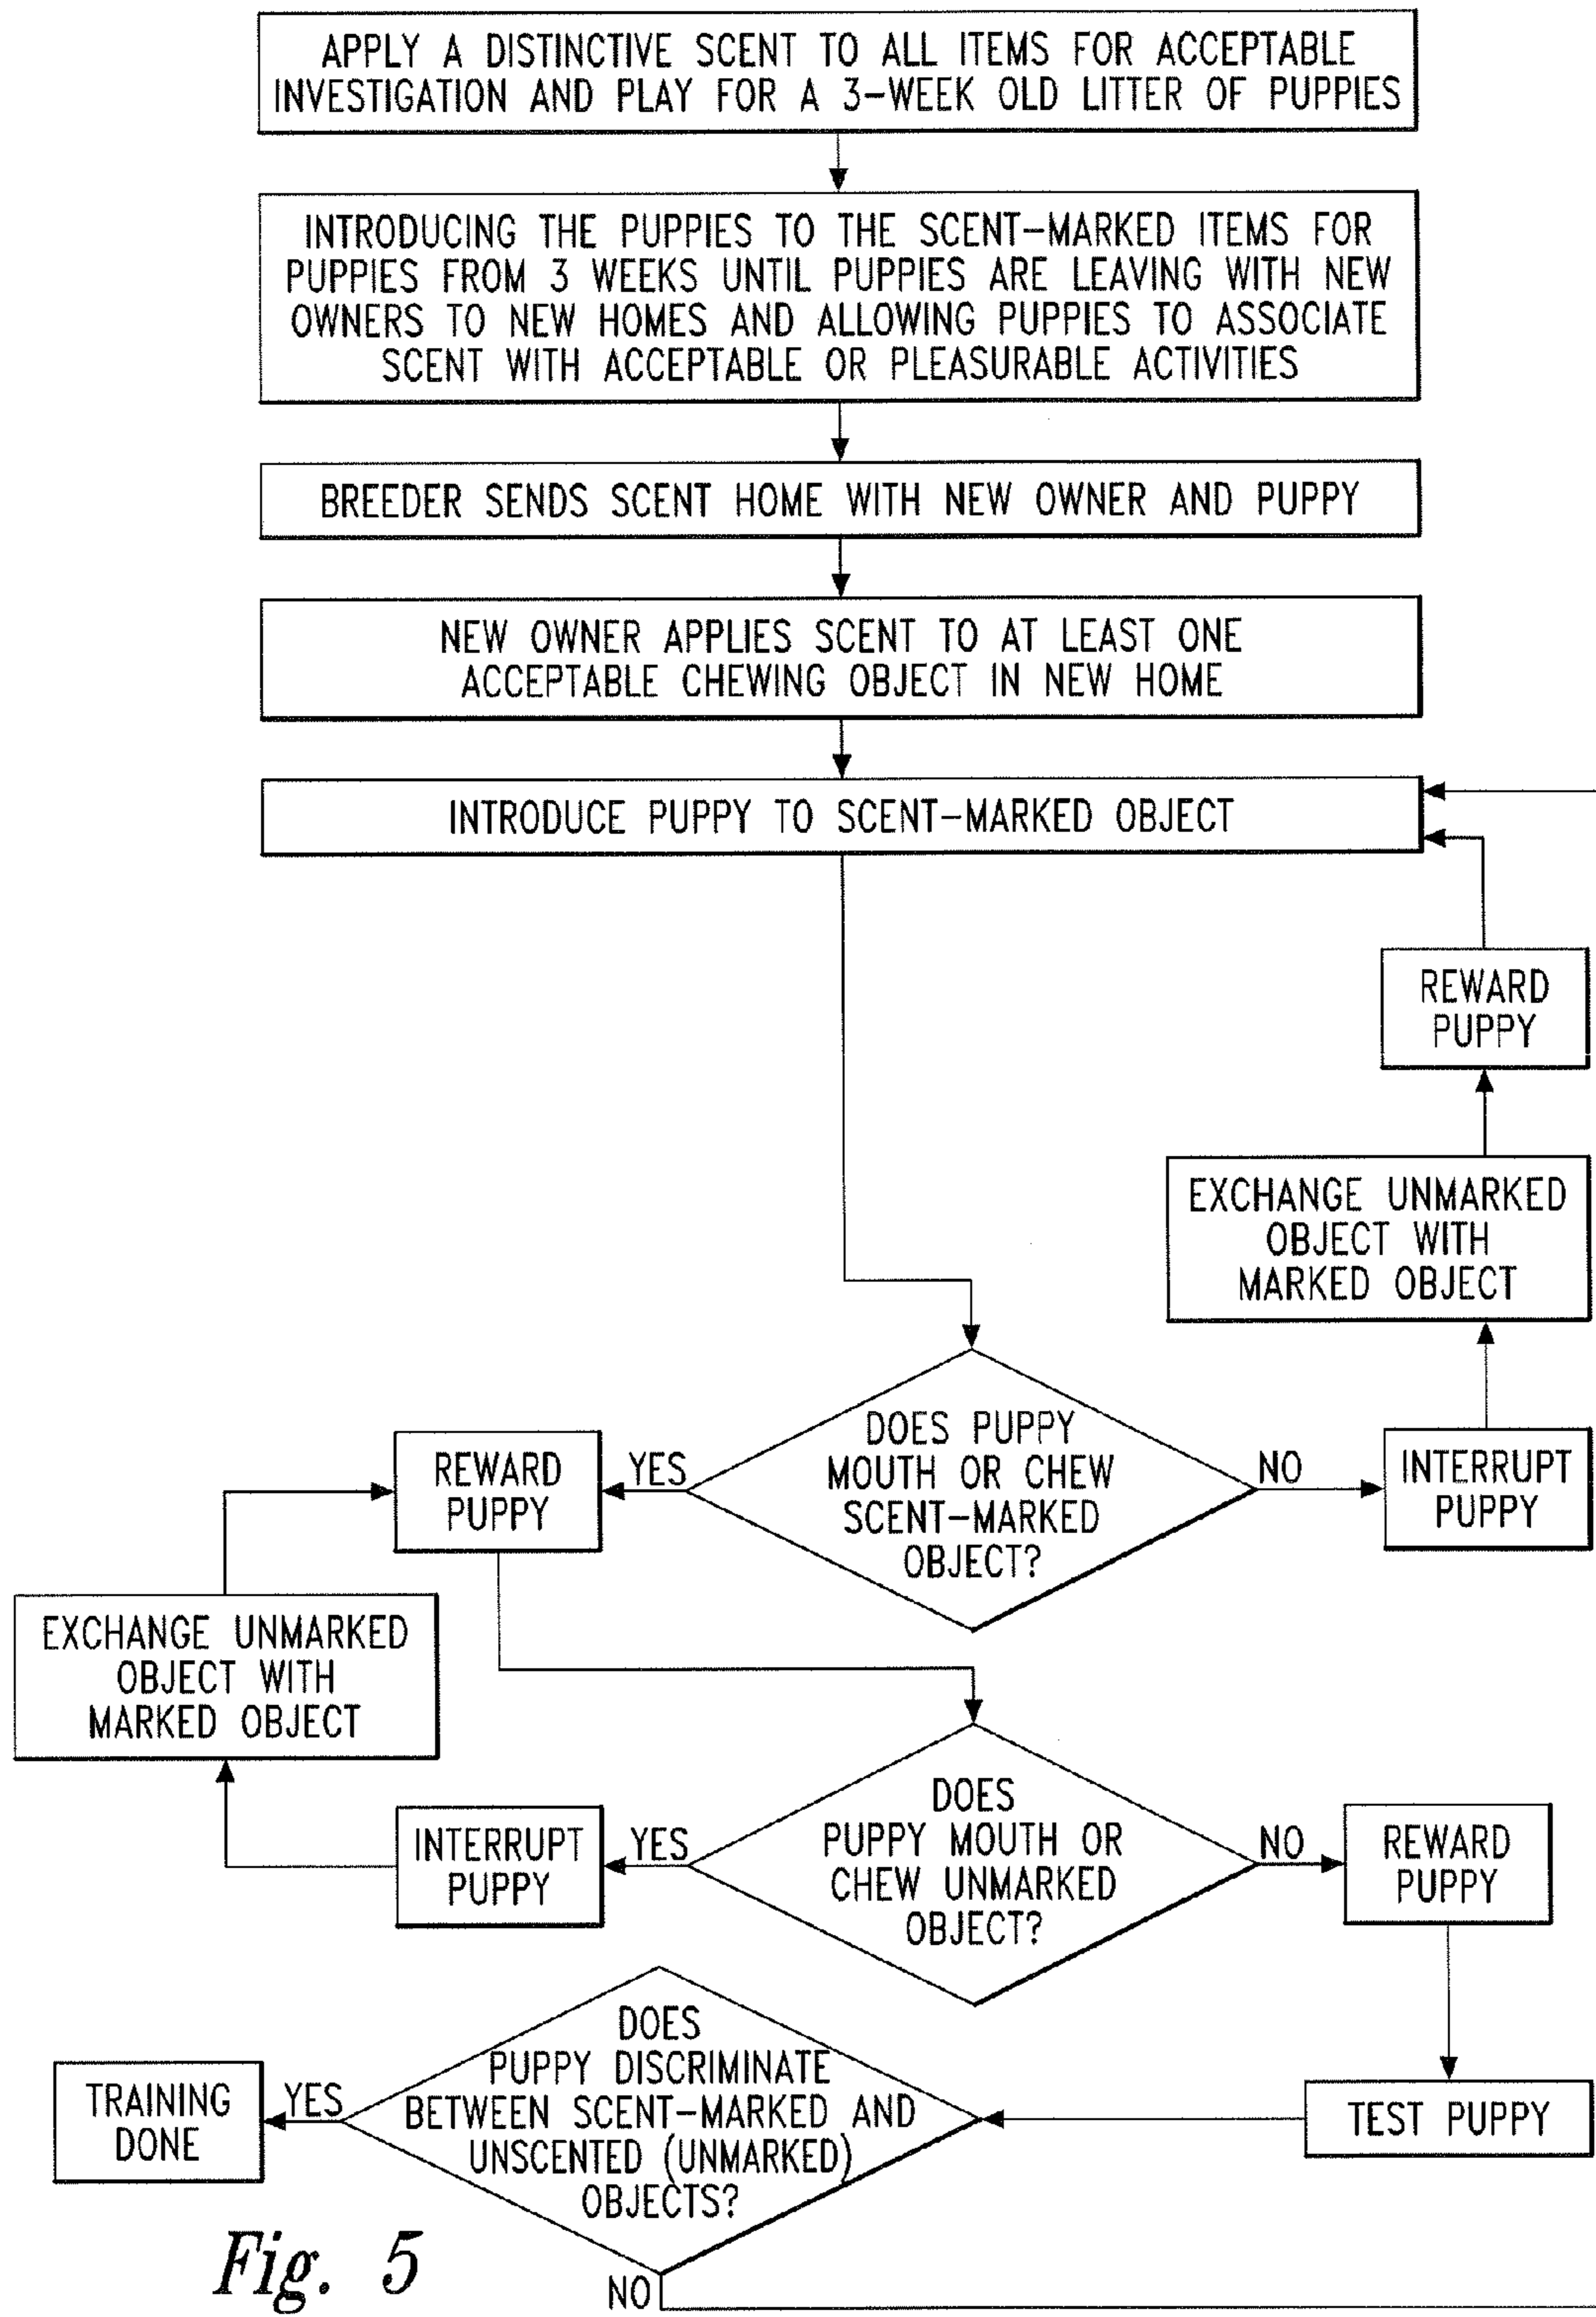 APPLY A DISTINCTIVE SCENT TO ALL ITEMS FOR ACCEPTABLE
INVESTIGATION AND PLAY FOR A 3-WEEK OLD LITTER OF PUPPIES
INTRODUCING THE PUPPIES TO THE SCENT-MARKED ITEMS FOR
PUPPIES FROM 3 WEEKS UNTIL PUPPIES ARE LEAVING WITH NEW
OWNERS TO NEW HOMES AND ALLOWING PUPPIES TO ASSOCIATE
SCENT WITH ACCEPTABLE OR PLEASURABLE ACTIVITIES
BREEDER SENDS SCENT HOME WITH NEW OWNER AND PUPPY
NEW OWNER APPLIES SCENT TO AT LEAST ONE
ACCEPTABLE CHEWING OBJECT IN NEW HOME
INTRODUCE PUPPY TO SCENT-MARKED OBJECT
REWARD
PUPPY
EXCHANGE UNMARKED
OBJECT WITH
MARKED OBJECT
DOES PUPPY
MOUTH OR CHEW
SCENT-MARKED
OBJECT?
YES
NO
REWARD
PUPPY
INTERRUPT
PUPPY
EXCHANGE UNMARKED
OBJECT WITH
MARKED OBJECT
DOES
PUPPY MOUTH OR
CHEW UNMARKED
OBJECT?
YES
NO
INTERRUPT
PUPPY
REWARD
PUPPY
TEST PUPPY
DOES
PUPPY DISCRIMINATE
BETWEEN SCENT-MARKED AND
UNSCENTED (UNMARKED)
OBJECTS?
YES
TRAINING
DONE
NO
Fig. 5